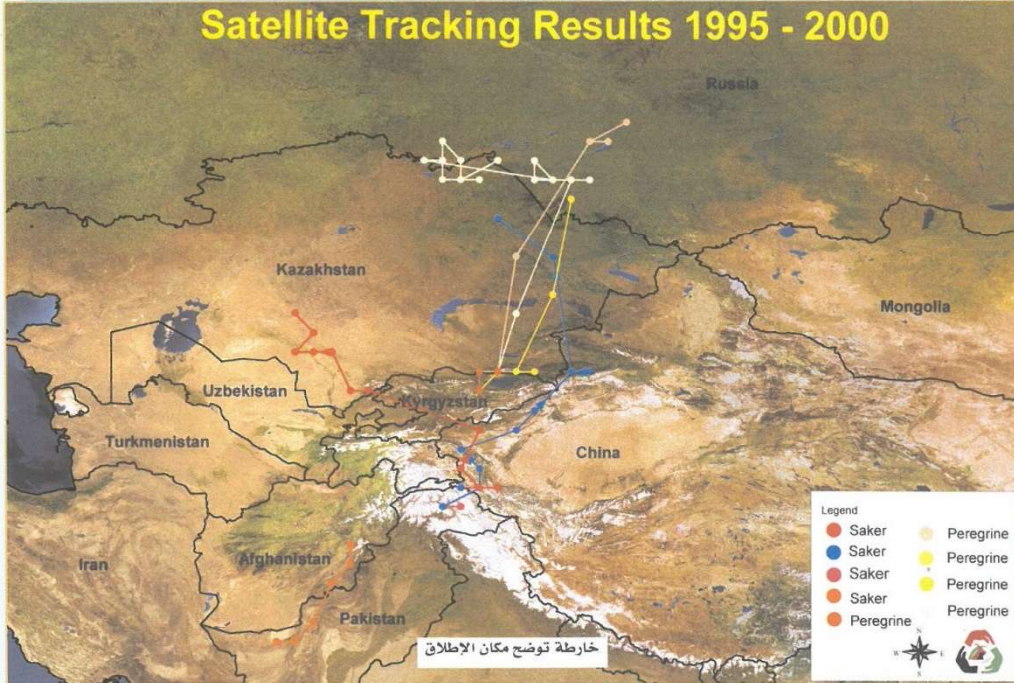 Satellite Tracking Results 1995 - 2000
Russia
Kazakhstan
Mongolia
Uzbekistan
Kyrgyzstan
Turkmenistan
China
Afghanistan
Iran
Pakistan
خارطة توضح مكان الإطلاق
Legend
Saker
Saker
Saker
Saker
Peregrine
Peregrine
Peregrine
Peregrine
Peregrine
W E
S